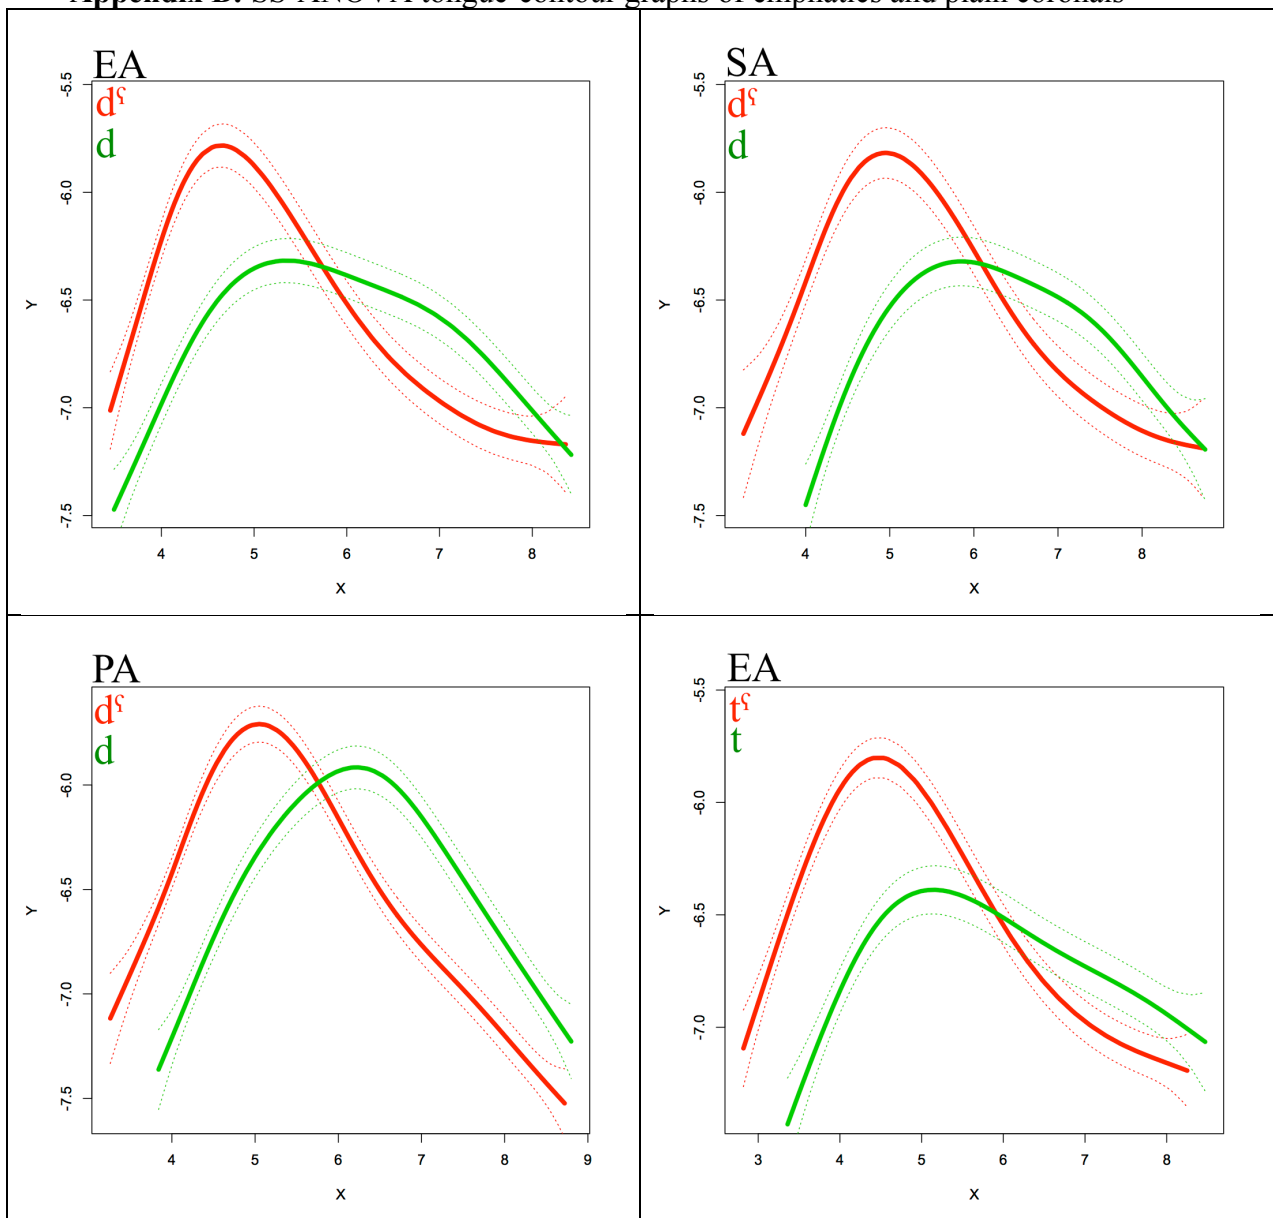 Appendix B: SS-ANOVA tongue-contour graphs of emphatics and plain coronals
EA
dˤ
d
-5.5
-6.0
-6.5
-7.0
-7.5
Y
4 5 6 7 8
X
SA
dˤ
d
-5.5
-6.0
-6.5
-7.0
-7.5
Y
4 5 6 7 8
X
PA
dˤ
d
-6.0
-6.5
-7.0
-7.5
Y
4 5 6 7 8 9
X
EA
tˤ
t
-5.5
-6.0
-6.5
-7.0
Y
3 4 5 6 7 8
X